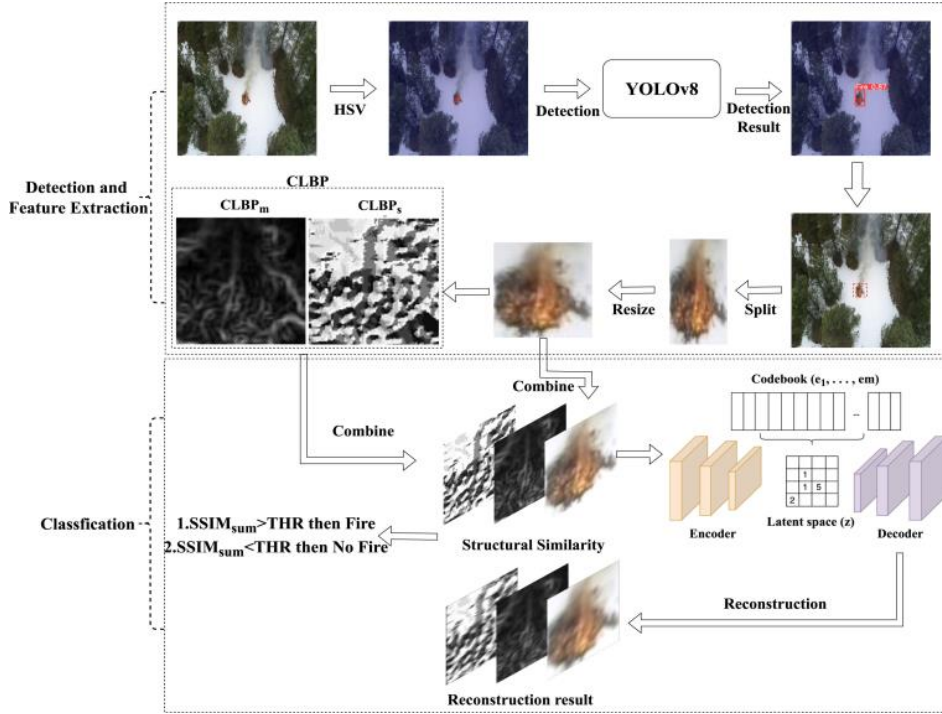 HSV
Detection
YOLOv8
Detection
Result
Detection and
Feature Extraction
CLBP
CLBPm
CLBPs
Resize
Split
Combine
Combine
Codebook (e1, . . . , em)
...
1
1 5
2
Encoder
Latent space (z)
Decoder
Classfication
1.SSIMsum>THR then Fire
2.SSIMsum<THR then No Fire
Structural Similarity
Reconstruction
Reconstruction result